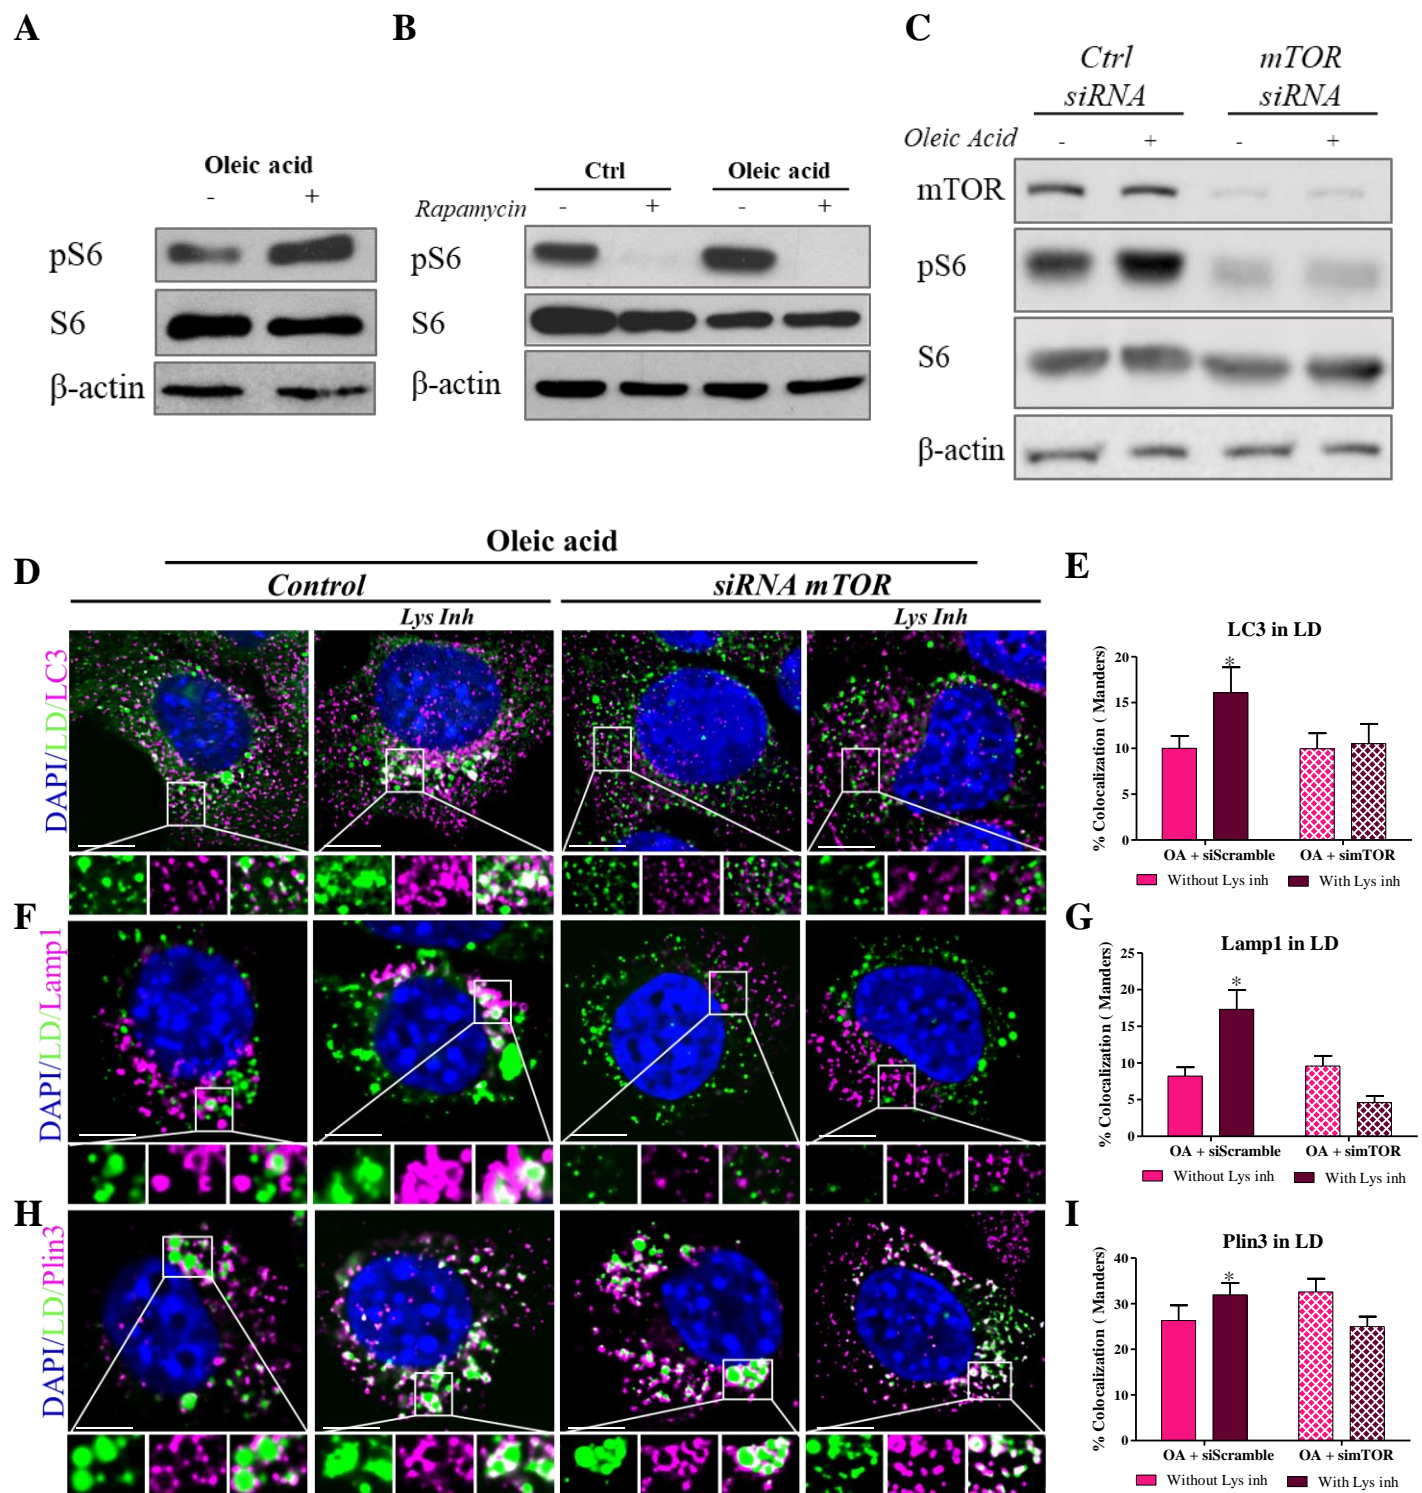 A
B
C
Oleic acid
- +
pS6
S6
β-actin
Ctrl Oleic acid
Rapamycin - + - +
pS6
S6
β-actin
Ctrl siRNA
mTOR siRNA
Oleic Acid - + - +
mTOR
pS6
S6
β-actin
Oleic acid
D
Control
siRNA mTOR
Lys Inh
Lys Inh
DAPI/LD/LC3
E
LC3 in LD
% Colocalization ( Manders)
20
15
10
5
0
OA + siScramble OA + simTOR
Without Lys inh With Lys inh
F
DAPI/LD/Lamp1
G
Lamp1 in LD
% Colocalization ( Manders)
25
20
15
10
5
0
*
OA + siScramble OA + simTOR
Without Lys inh With Lys inh
H
DAPI/LD/Plin3
I
Plin3 in LD
% Colocalization ( Manders)
40
30
20
10
0
*
OA + siScramble OA + simTOR
Without Lys inh With Lys inh